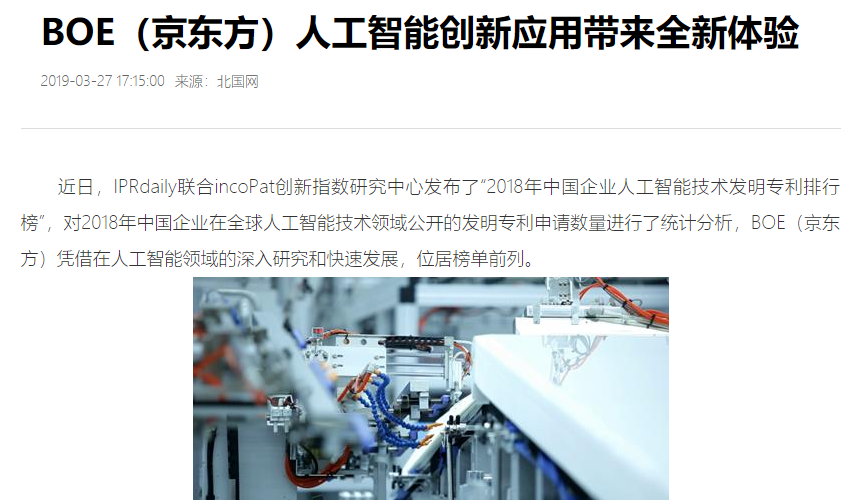 BOE（京东方）人工智能创新应用带来全新体验
2019-03-27 17:15:00 来源：北国网
近日，IPRdaily联合incoPat创新指数研究中心发布了“2018年中国企业人工智能技术发明专利排行
榜”，对2018年中国企业在全球人工智能技术领域公开的发明专利申请数量进行了统计分析，BOE（京东
方）凭借在人工智能领域的深入研究和快速发展，位居榜单前列。